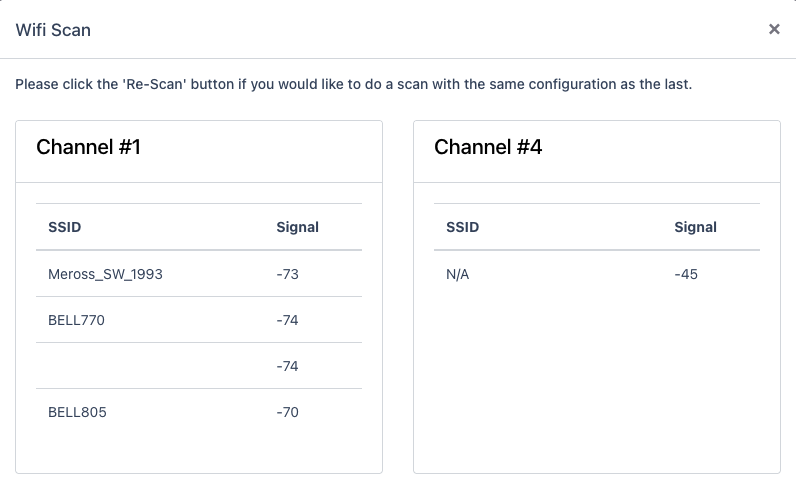 Wifi Scan
×
Please click the 'Re-Scan' button if you would like to do a scan with the same configuration as the last.
Channel #1
SSID Signal
Meross_SW_1993 -73
BELL770 -74
-74
BELL805 -70
Channel #4
SSID Signal
N/A -45